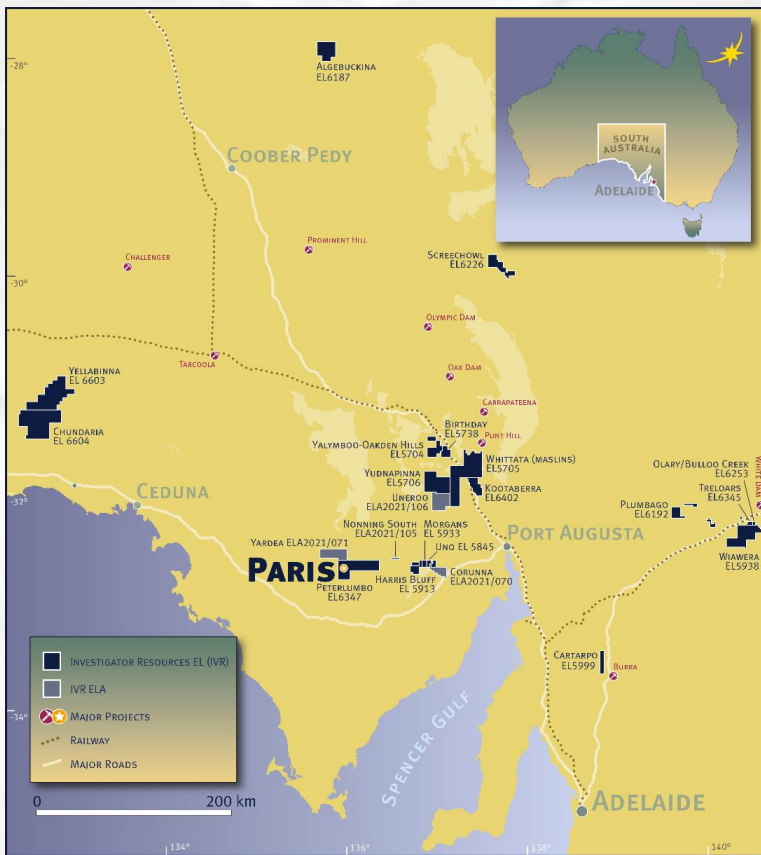 -28°
ALGEBUCKINA
EL6187
SOUTH
AUSTRALIA
ADELAIDE
COOBER PEDY
CHALLENGER
PROMINENT HILL
SCREECHOWL
EL6226
-30°
OLYMPIC DAM
TARCOOLA
OAK DAM
YELLABINNA
EL 6603
CHUNDARIA
EL 6604
CARRAPATEENA
BIRTHDAY
EL5738
PUNT HILL
YALYMBOO-OAKDEN HILLS
EL5704
WHITTATA (MASLINS)
EL5705
YUDNAPINNA
EL5706
KOOTABERRA
EL6402
UNEROO
ELA2021/106
OLARY/BULLOO CREEK
EL6253
TRELOARS
EL6345
WHITE DAM
PLUMBAGO
EL6192
WIAWERA
EL5938
-32°
CEDUNA
NONNING SOUTH
ELA2021/105
MORGANS
EL 5933
PORT AUGUSTA
YARDEA ELA2021/071
UNO EL 5845
PARIS
PETERLUMBO
EL6347
HARRIS BLUFF
EL 5913
CORUNNA
ELA2021/070
CARTARPO
EL5999
BURRA
INVESTIGATOR RESOURCES EL (IVR)
IVR ELA
MAJOR PROJECTS
RAILWAY
MAJOR ROADS
-34°
SPENCER GULF
0
200 km
ADELAIDE
134°
136°
138°
140°